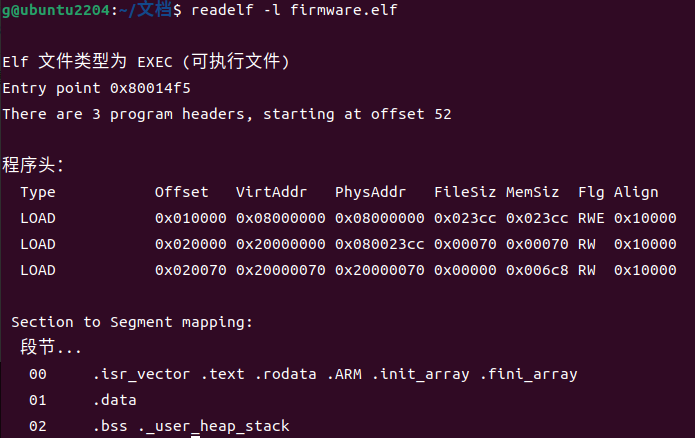 g@ubuntu2204:~/文档$ readelf -l firmware.elf
Elf 文件类型为 EXEC (可执行文件)
Entry point 0x80014f5
There are 3 program headers, starting at offset 52
程序头：
Type Offset VirtAddr PhysAddr FileSiz MemSiz Flg Align
LOAD 0x010000 0x08000000 0x08000000 0x023cc 0x023cc RWE 0x10000
LOAD 0x020000 0x20000000 0x080023cc 0x00070 0x00070 RW 0x10000
LOAD 0x020070 0x20000070 0x20000070 0x00000 0x006c8 RW 0x10000
Section to Segment mapping:
段节...
00 .isr_vector .text .rodata .ARM .init_array .fini_array
01 .data
02 .bss ._user_heap_stack